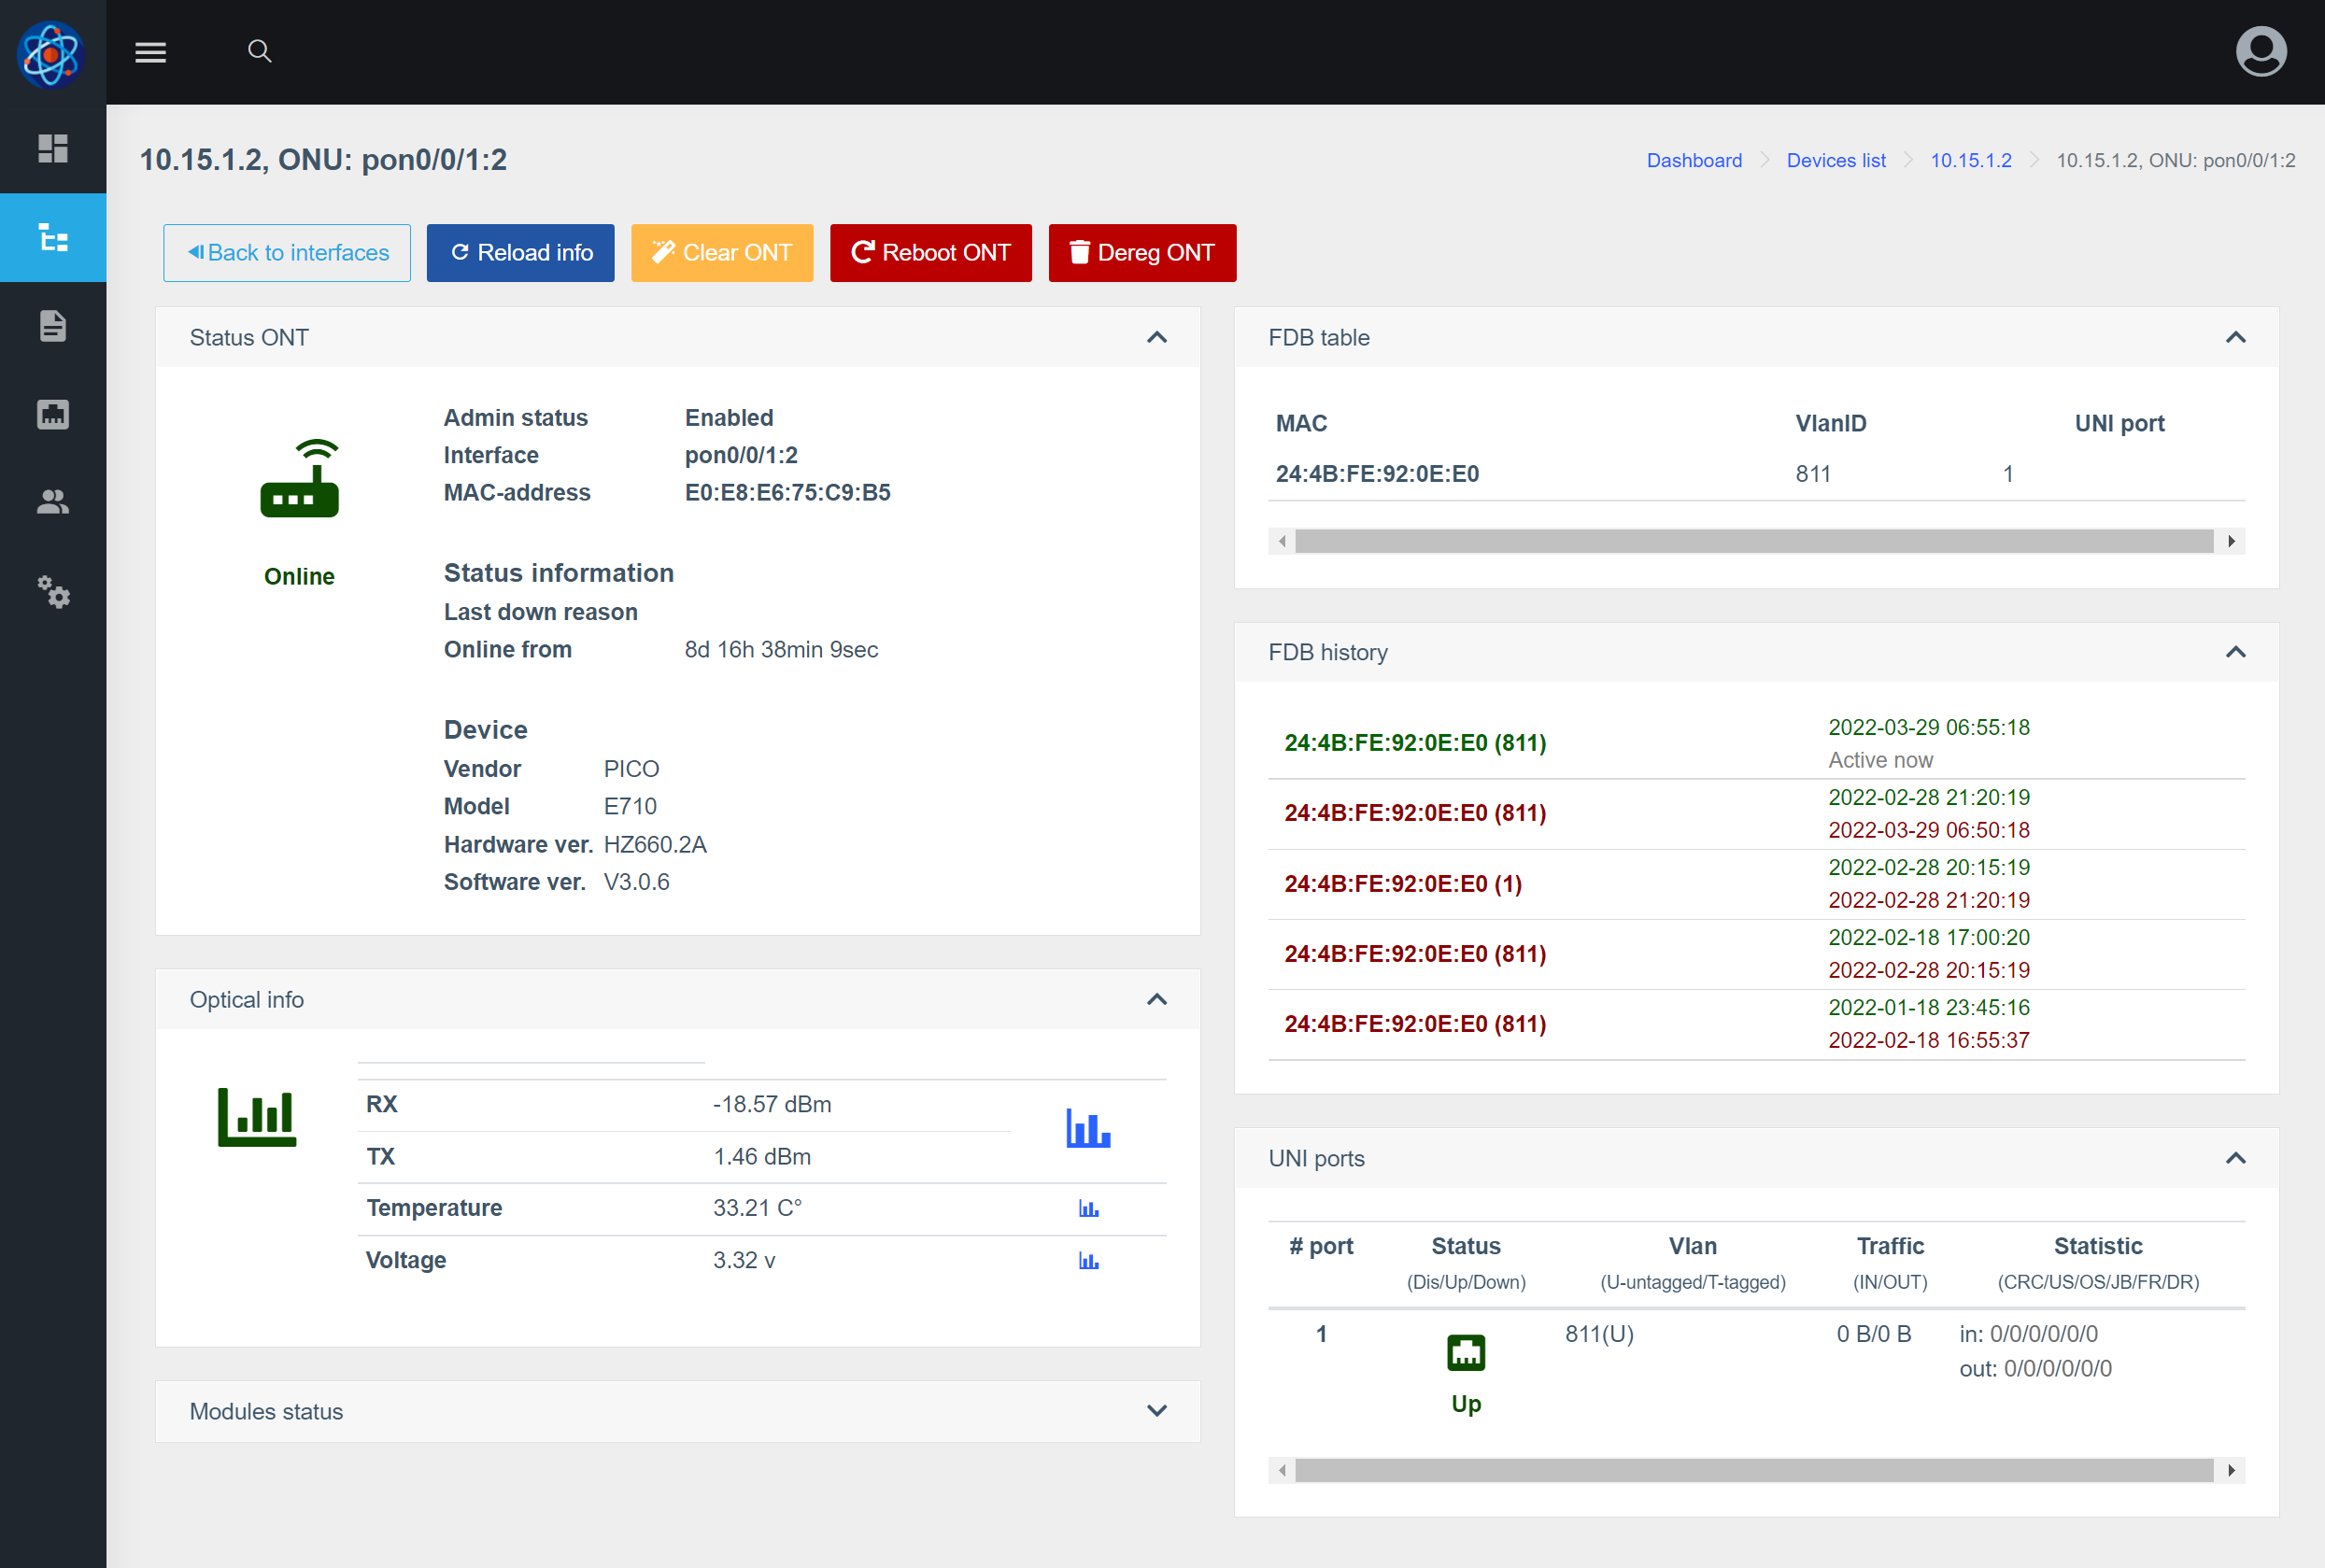 10.15.1.2, ONU: pon0/0/1:2
Dashboard
Devices list
10.15.1.2
10.15.1.2, ONU: pon0/0/1:2
Back to interfaces
Reload info
Clear ONT
Reboot ONT
Dereg ONT
Status ONT
Online
Admin status Enabled
Interface pon0/0/1:2
MAC-address E0:E8:E6:75:C9:B5
Status information
Last down reason
Online from 8d 16h 38min 9sec
Device
Vendor PICO
Model E710
Hardware ver. HZ660.2A
Software ver. V3.0.6
Optical info
RX -18.57 dBm
TX 1.46 dBm
Temperature 33.21 C°
Voltage 3.32 v
Modules status
FDB table
MAC VlanID UNI port
24:4B:FE:92:0E:E0 811 1
FDB history
24:4B:FE:92:0E:E0 (811)
2022-03-29 06:55:18
Active now
24:4B:FE:92:0E:E0 (811)
2022-02-28 21:20:19
2022-03-29 06:50:18
24:4B:FE:92:0E:E0 (1)
2022-02-28 20:15:19
2022-02-28 21:20:19
24:4B:FE:92:0E:E0 (811)
2022-02-18 17:00:20
2022-02-28 20:15:19
24:4B:FE:92:0E:E0 (811)
2022-01-18 23:45:16
2022-02-18 16:55:37
UNI ports
# port Status Vlan Traffic Statistic
(Dis/Up/Down) (U-untagged/T-tagged) (IN/OUT) (CRC/US/OS/JB/FR/DR)
1 811(U) 0 B/0 B in: 0/0/0/0/0/0
out: 0/0/0/0/0/0
Up